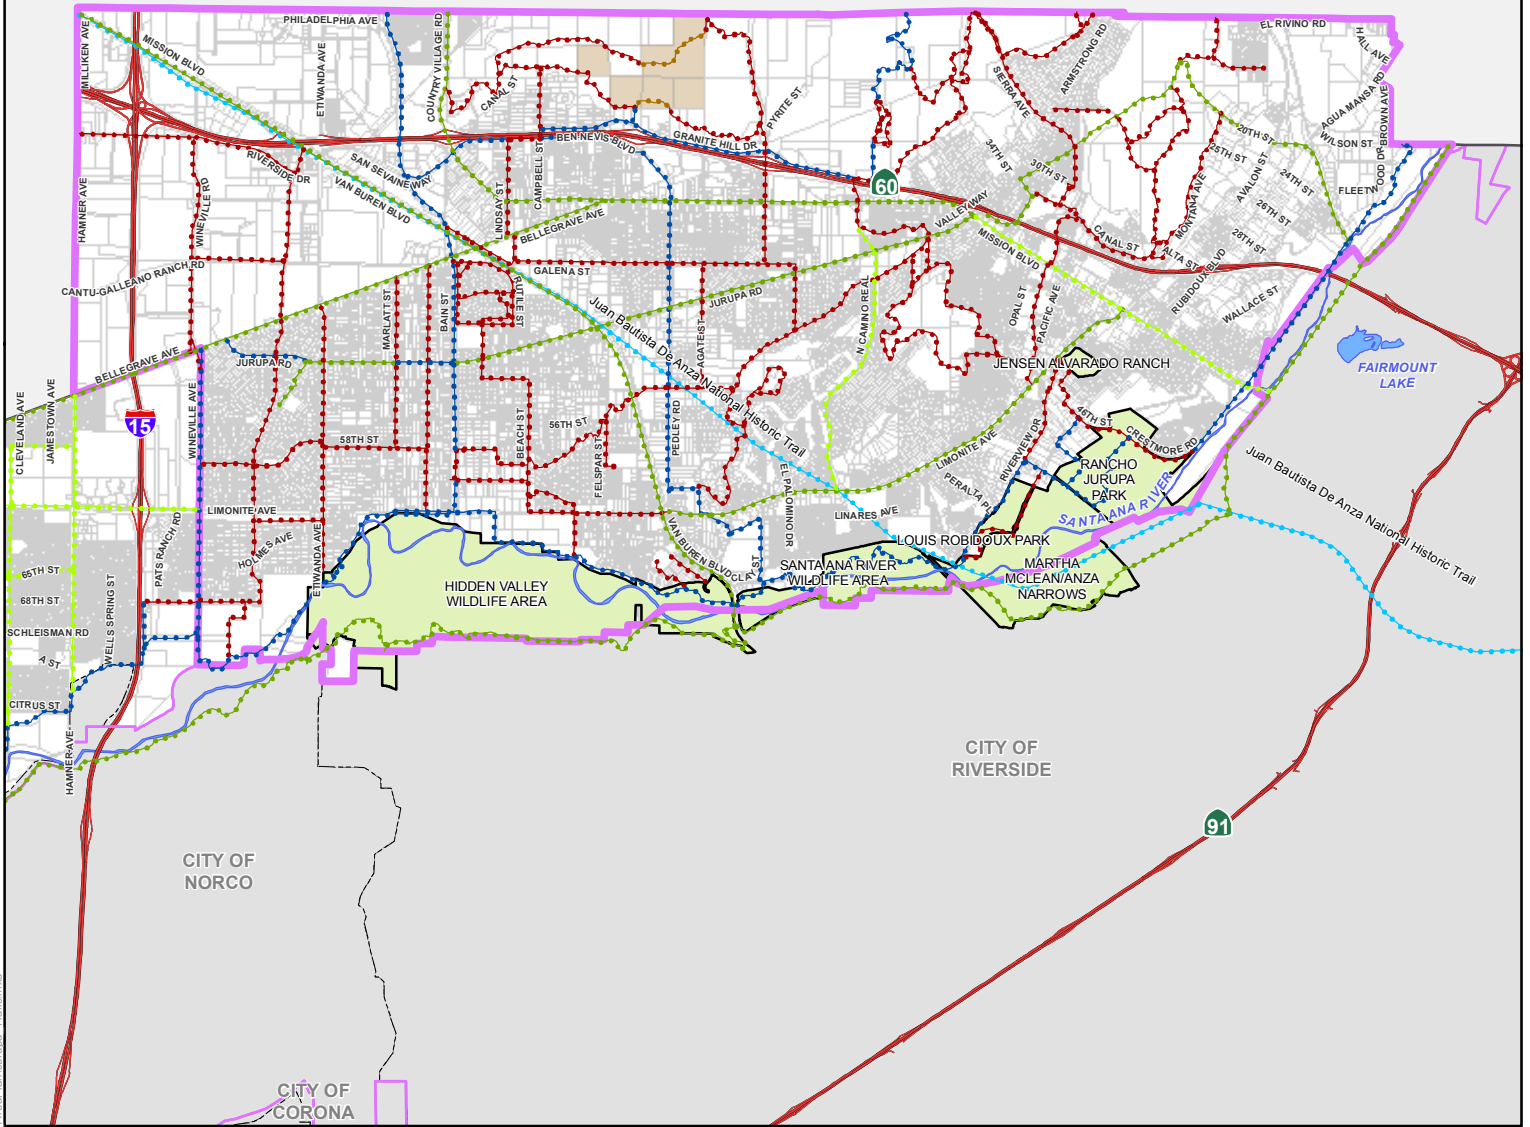 PHILADELPHIA AVE
EL RIVINO RD
MILLIKEN AVE
MISSION BLVD
ETIWANDA AVE
COUNTRY VILLAGE RD
CANAL ST
PYRITE ST
SIERRA AVE
ARMSTRONG RD
HALL AVE
AGUA MANSA RD
BROWN AVE
WILSON ST
20TH ST
25TH ST
24TH ST
26TH ST
28TH ST
AVALON ST
FLEETWOOD DR
34TH ST
30TH ST
MONTANA AVE
BEN NEVIS BLVD
GRANITE HILL DR
RIVERSIDE DR
SAN SEVAINE WAY
VAN BUREN BLVD
CAMPBELL ST
LINDSAY ST
BELLEGRAVE AVE
60
VALLEY WAY
MISSION BLVD
CANAL ST
ALTA ST
RUBIDOUX BLVD
WALLACE ST
HAMNER AVE
WINEVILLE RD
CANTU-GALLEANO RANCH RD
GALENA ST
RUTILE ST
JURUPA RD
Juan Bautista De Anza National Historic Trail
MARLATT ST
BAIN ST
AGATE ST
N CAMINO REAL
OPAL ST
PACIFIC AVE
JENSEN ALVARADO RANCH
FAIRMOUNT
LAKE
BELLEGRAVE AVE
JURUPA RD
CLEVELAND AVE
JAMESTOWN AVE
15
WINEVILLE AVE
58TH ST
BEACH ST
56TH ST
FELSPAR ST
PEDLEY RD
EL PALOMINO DR
LIMONITE AVE
RIVERVIEW DR
46TH ST
CRESTMORE RD
RANCHO
JURUPA
PARK
PERALTA PL
SANTA ANA RIVER
Juan Bautista De Anza National Historic Trail
LIMONITE AVE
PATS RANCH RD
HOLMES AVE
ETIWANDA AVE
LINARES AVE
LOUIS ROBIDOUX PARK
VAN BUREN BLVD
CLAY ST
SANTA ANA RIVER
WILDLIFE AREA
MARTHA
MCLEAN/ANZA
NARROWS
HIDDEN VALLEY
WILDLIFE AREA
65TH ST
68TH ST
WELLS SPRING ST
SCHLEISMAN RD
A ST
CITRUS ST
HAMNER AVE
CITY OF
RIVERSIDE
91
CITY OF
NORCO
CITY OF
CORONA